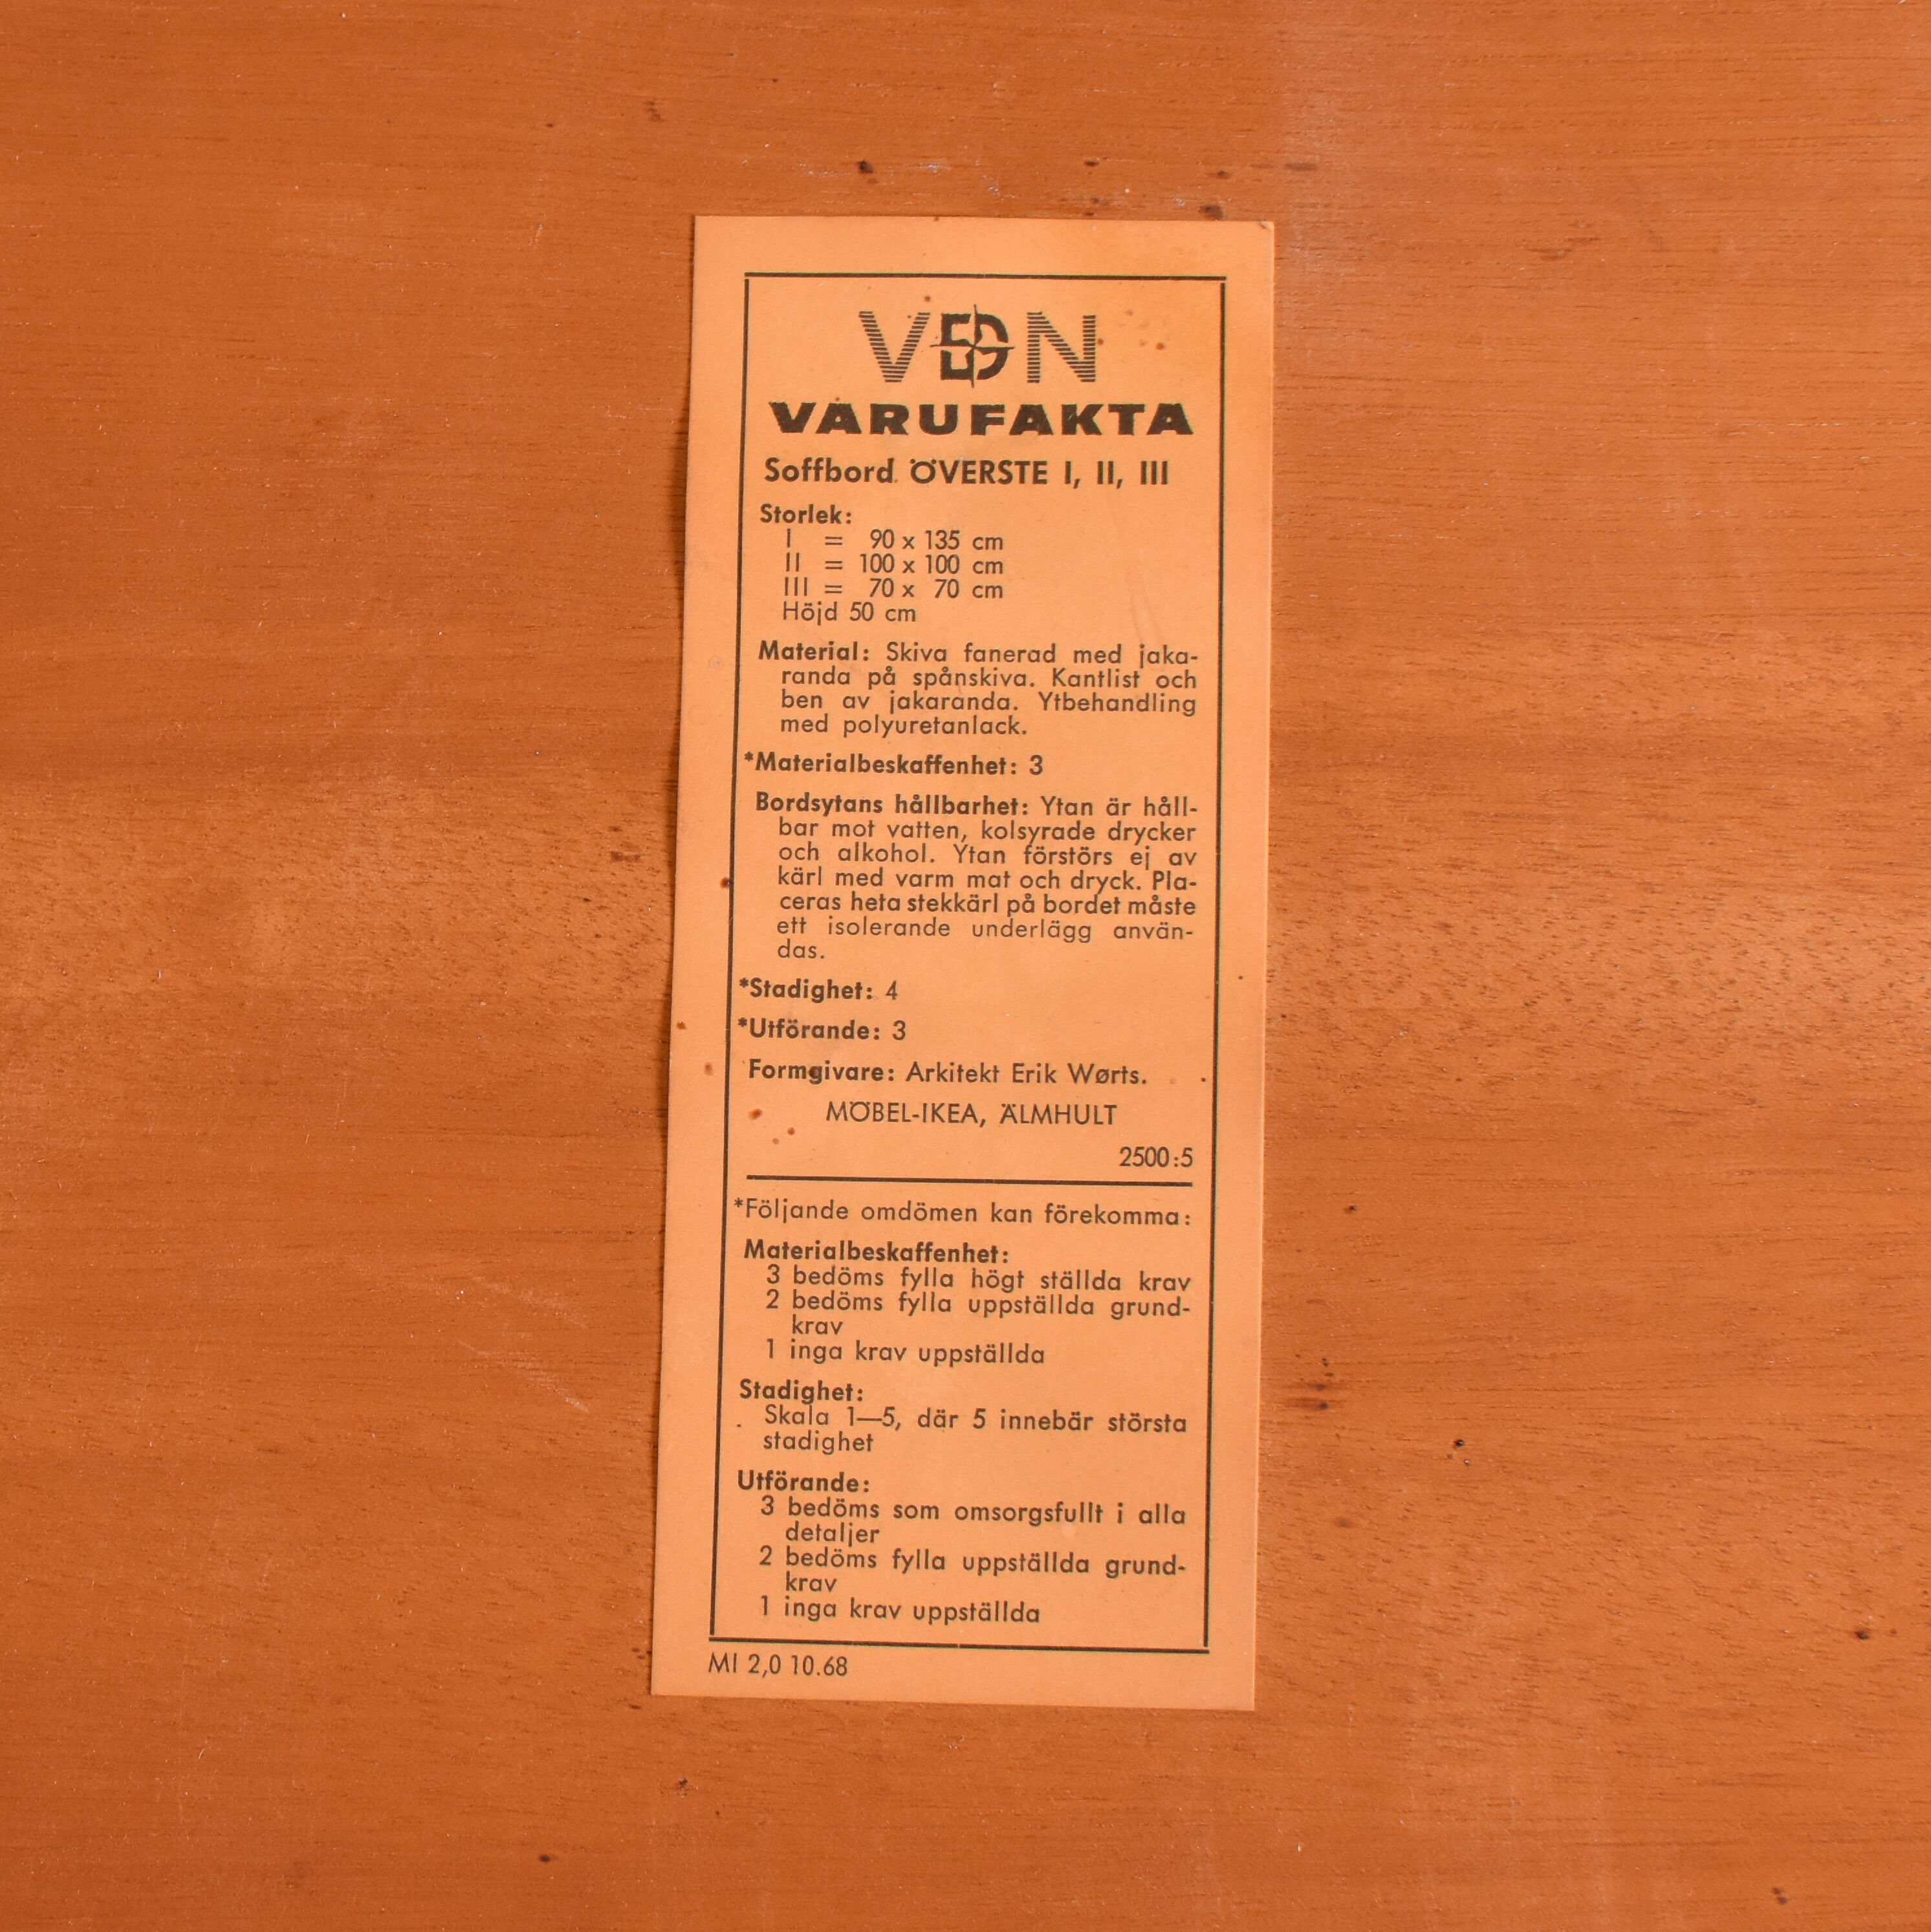 VDN
VARUFAKTA
Soffbord ÖVERSTE I, II, III
Storlek:
I = 90 x 135 cm
II = 100 x 100 cm
III = 70 x 70 cm
Höjd 50 cm
Material: Skiva fanerad med jaka-
randa på spånskiva. Kantlist och
ben av jakaranda. Ytbehandling
med polyuretanlack.
*Materialbeskaffenhet: 3
Bordsytans hållbarhet: Ytan är håll-
bar mot vatten, kolsyrade drycker
och alkohol. Ytan förstörs ej av
kärl med varm mat och dryck. Pla-
ceras heta stekkärl på bordet måste
ett isolerande underlägg använ-
das.
*Stadighet: 4
*Utförande: 3
Formgivare: Arkitekt Erik Wørts.
MÖBEL-IKEA, ÄLMHULT
2500:5
*Följande omdömen kan förekomma:
Materialbeskaffenhet:
3 bedöms fylla högt ställda krav
2 bedöms fylla uppställda grund-
krav
1 inga krav uppställda
Stadighet:
Skala 1—5, där 5 innebär största
stadighet
Utförande:
3 bedöms som omsorgsfullt i alla
detaljer
2 bedöms fylla uppställda grund-
krav
1 inga krav uppställda
MI 2,0 10.68